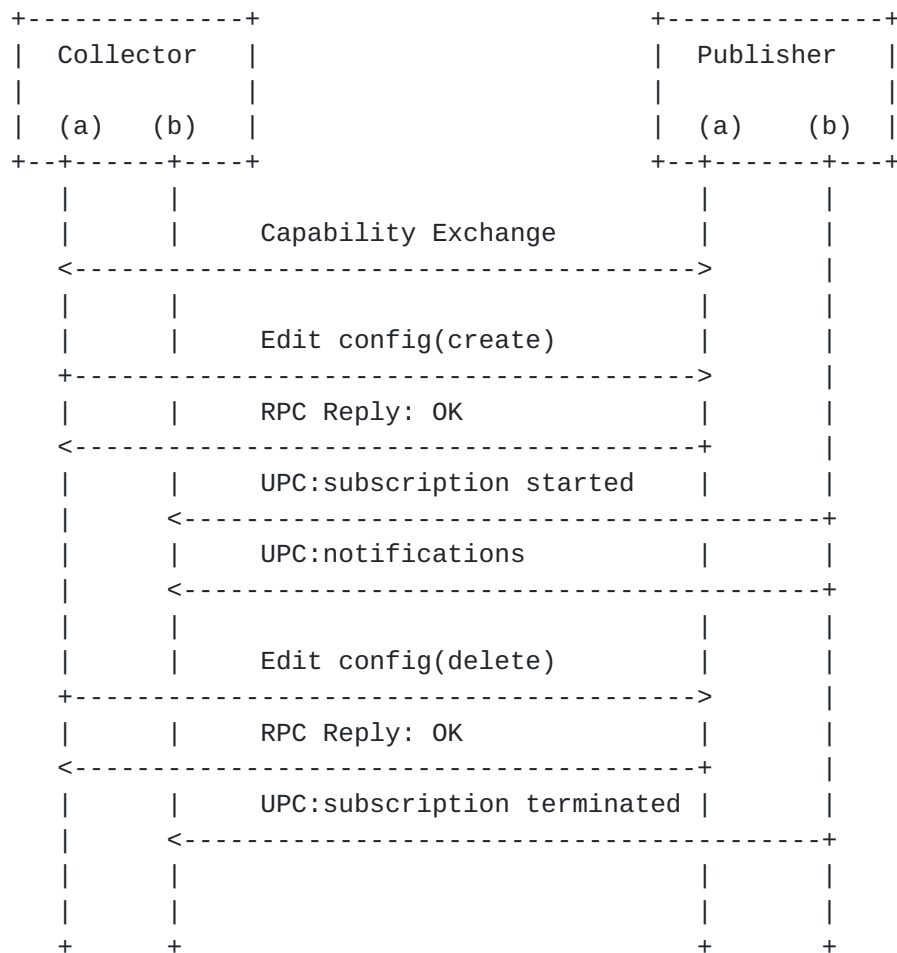 Collector Publisher
(a) (b) (a) (b)
Capability Exchange
Edit config(create)
RPC Reply: OK
UPC:subscription started
UPC:notifications
Edit config(delete)
RPC Reply: OK
UPC:subscription terminated